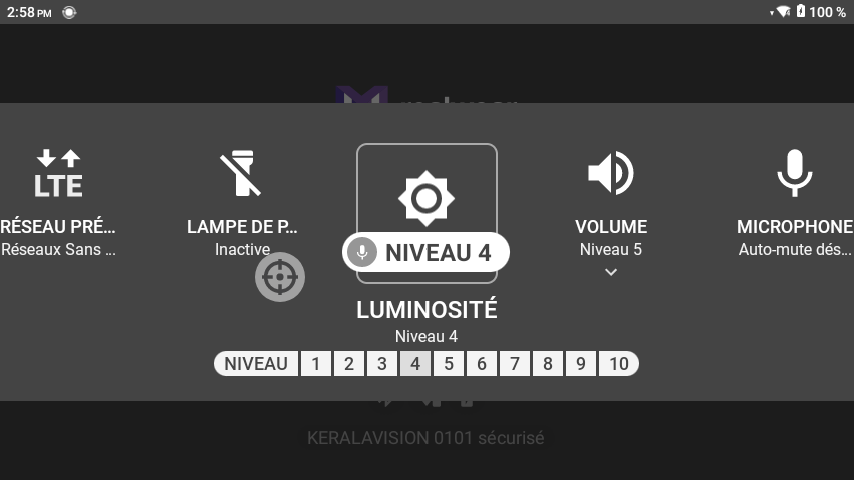 2:58 PM
100 %
LTE
RÉSEAU PRÉ...
Réseaux Sans ...
LAMPE DE P...
Inactive
NIVEAU 4
VOLUME
Niveau 5
MICROPHONE
Auto-mute dés...
LUMINOSITÉ
Niveau 4
NIVEAU 1 2 3 4 5 6 7 8 9 10
KERALAVISION 0101 sécurisé